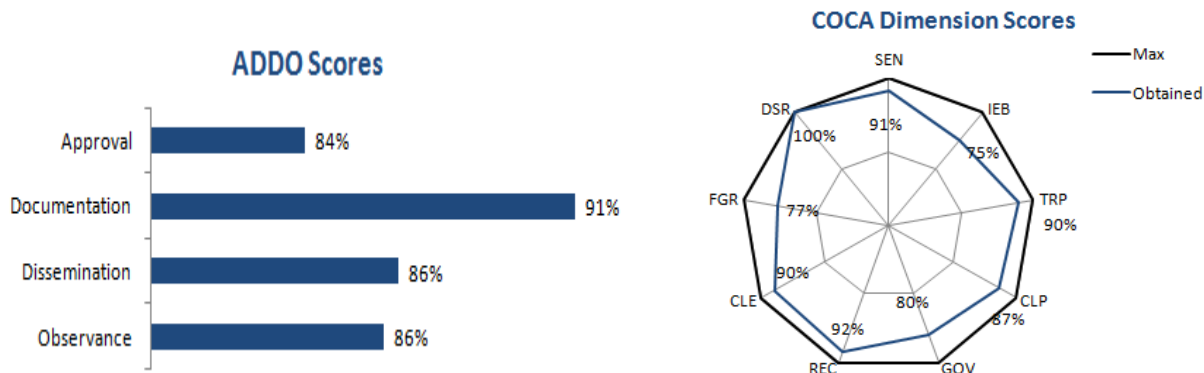 ADDO Scores
Approval
84%
Documentation
91%
Dissemination
86%
Observance
86%
COCA Dimension Scores
Max
Obtained
SEN
91%
IEB
75%
TRP
90%
CLP
87%
GOV
80%
REC
92%
CLE
90%
FGR
77%
DSR
100%